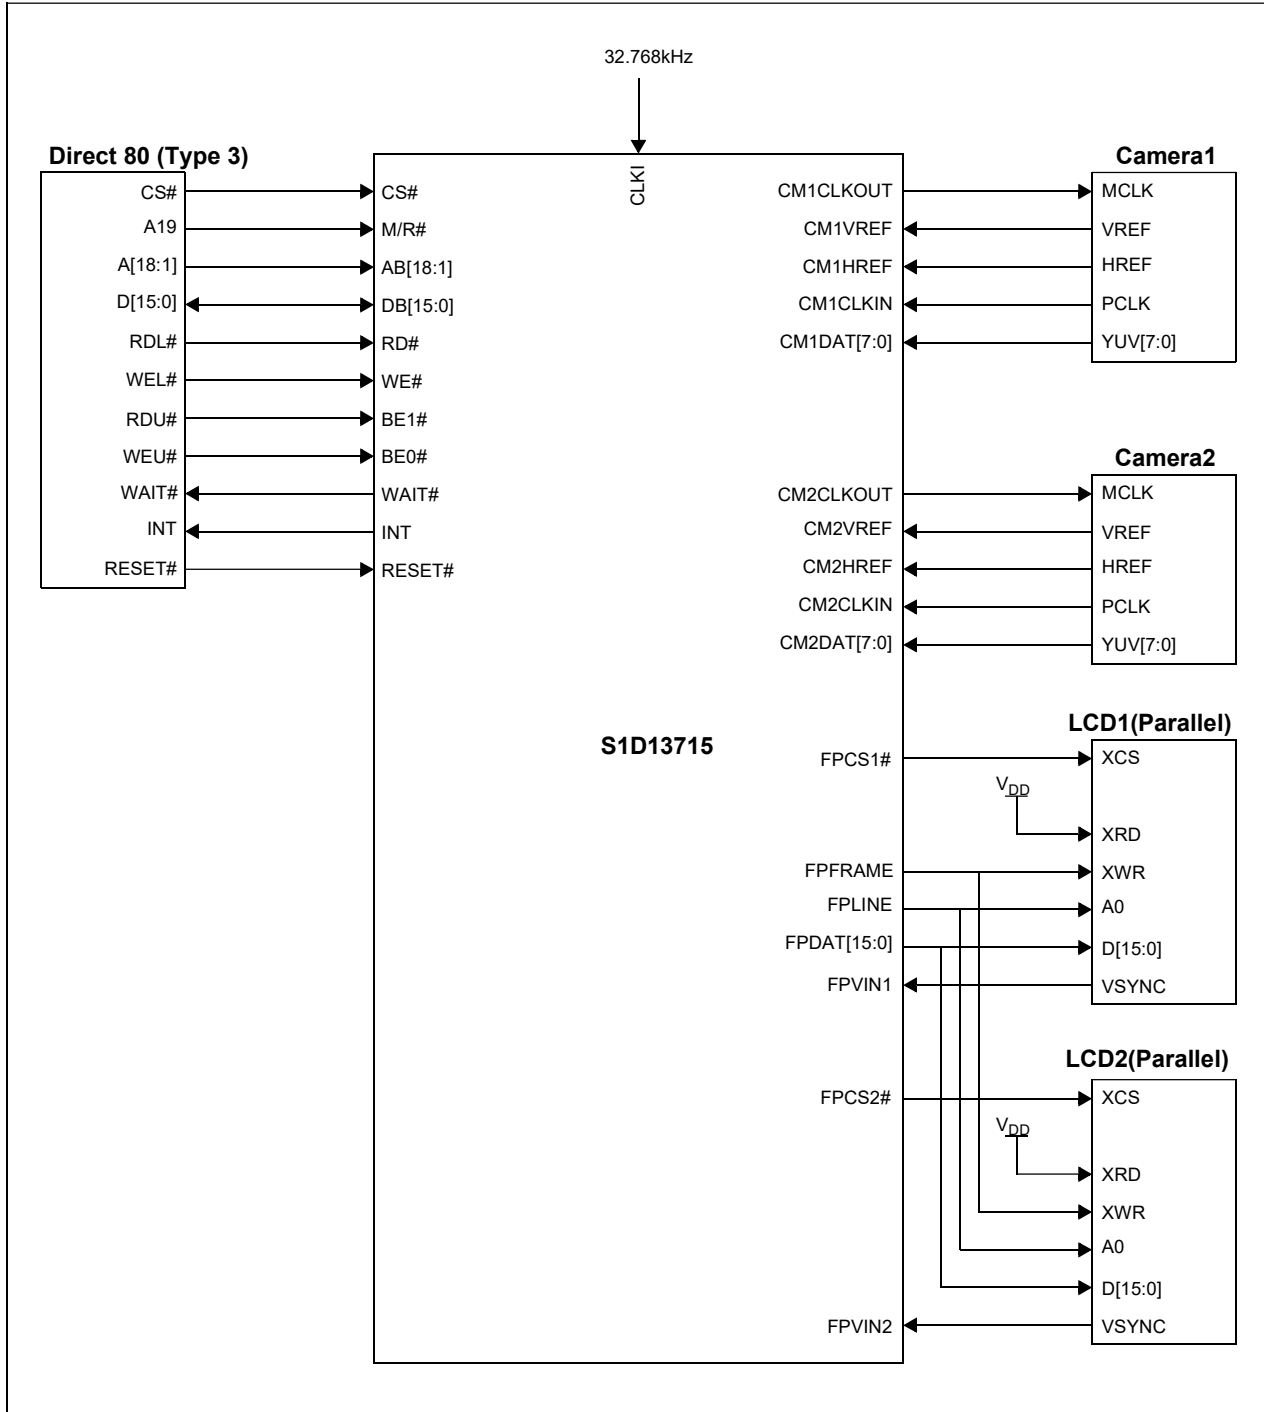 32.768kHz
CLKI
Direct 80 (Type 3)
CS#
A19
A[18:1]
D[15:0]
RDL#
WEL#
RDU#
WEU#
WAIT#
INT
RESET#
CS#
M/R#
AB[18:1]
DB[15:0]
RD#
WE#
BE1#
BE0#
WAIT#
INT
RESET#
S1D13715
CM1CLKOUT
CM1VREF
CM1HREF
CM1CLKIN
CM1DAT[7:0]
CM2CLKOUT
CM2VREF
CM2HREF
CM2CLKIN
CM2DAT[7:0]
FPCS1#
FPFRAME
FPLINE
FPDAT[15:0]
FPVIN1
FPCS2#
FPVIN2
Camera1
MCLK
VREF
HREF
PCLK
YUV[7:0]
Camera2
MCLK
VREF
HREF
PCLK
YUV[7:0]
LCD1(Parallel)
XCS
VDD
XRD
XWR
A0
D[15:0]
VSYNC
LCD2(Parallel)
XCS
VDD
XRD
XWR
A0
D[15:0]
VSYNC